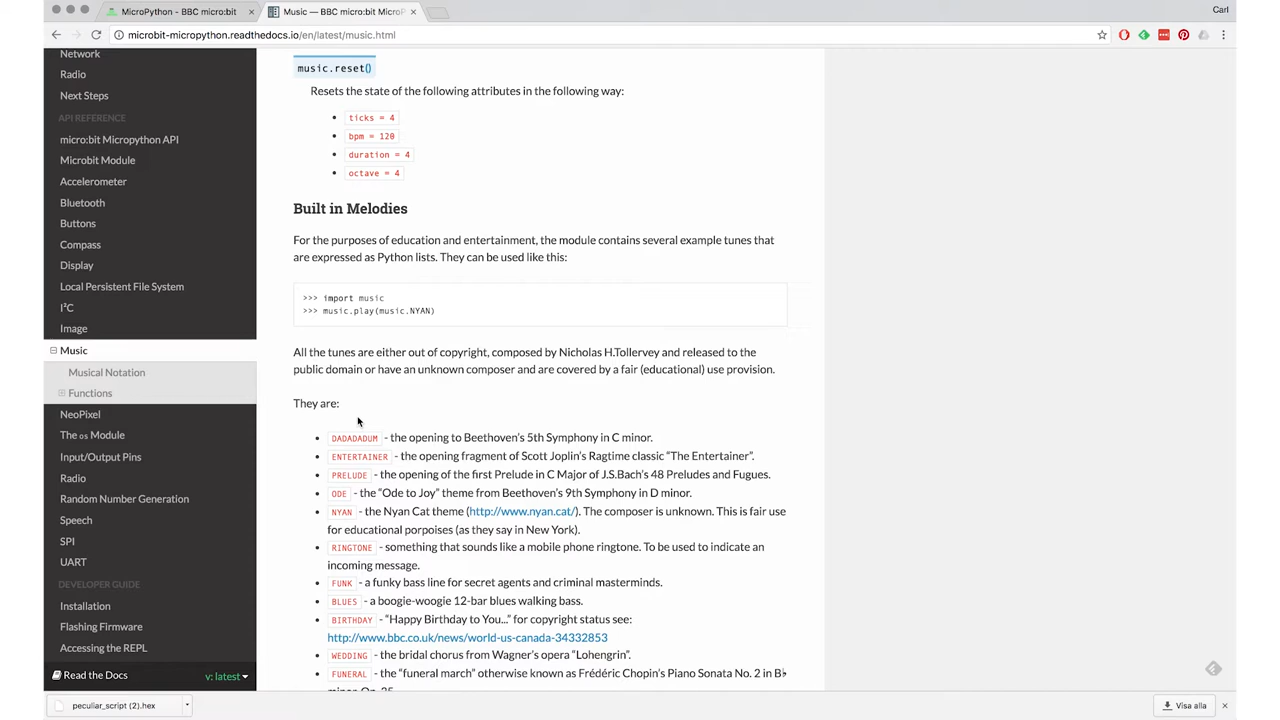 MicroPython - BBC micro:bit
Music — BBC micro:bit MicroP
Carl
microbit-micropython.readthedocs.io/en/latest/music.html
Network
Radio
Next Steps
API REFERENCE
micro:bit Micropython API
Microbit Module
Accelerometer
Bluetooth
Buttons
Compass
Display
Local Persistent File System
I²C
Image
Music
Musical Notation
Functions
NeoPixel
The os Module
Input/Output Pins
Radio
Random Number Generation
Speech
SPI
UART
DEVELOPER GUIDE
Installation
Flashing Firmware
Accessing the REPL
Read the Docs
v: latest
music.reset()
Resets the state of the following attributes in the following way:
ticks = 4
bpm = 120
duration = 4
octave = 4
Built in Melodies
For the purposes of education and entertainment, the module contains several example tunes that
are expressed as Python lists. They can be used like this:
>>> import music
>>> music.play(music.NYAN)
All the tunes are either out of copyright, composed by Nicholas H.Tollervey and released to the
public domain or have an unknown composer and are covered by a fair (educational) use provision.
They are:
DADADADUM - the opening to Beethoven's 5th Symphony in C minor.
ENTERTAINER - the opening fragment of Scott Joplin's Ragtime classic "The Entertainer".
PRELUDE - the opening of the first Prelude in C Major of J.S.Bach's 48 Preludes and Fugues.
ODE - the "Ode to Joy" theme from Beethoven's 9th Symphony in D minor.
NYAN - the Nyan Cat theme (http://www.nyan.cat/). The composer is unknown. This is fair use
for educational porpoises (as they say in New York).
RINGTONE - something that sounds like a mobile phone ringtone. To be used to indicate an
incoming message.
FUNK - a funky bass line for secret agents and criminal masterminds.
BLUES - a boogie-woogie 12-bar blues walking bass.
BIRTHDAY - "Happy Birthday to You..." for copyright status see:
http://www.bbc.co.uk/news/world-us-canada-34332853
WEDDING - the bridal chorus from Wagner's opera "Lohengrin".
FUNERAL - the "funeral march" otherwise known as Frédéric Chopin's Piano Sonata No. 2 in B♭
minor, Op. 35
peculiar_script (2).hex
Visa alla